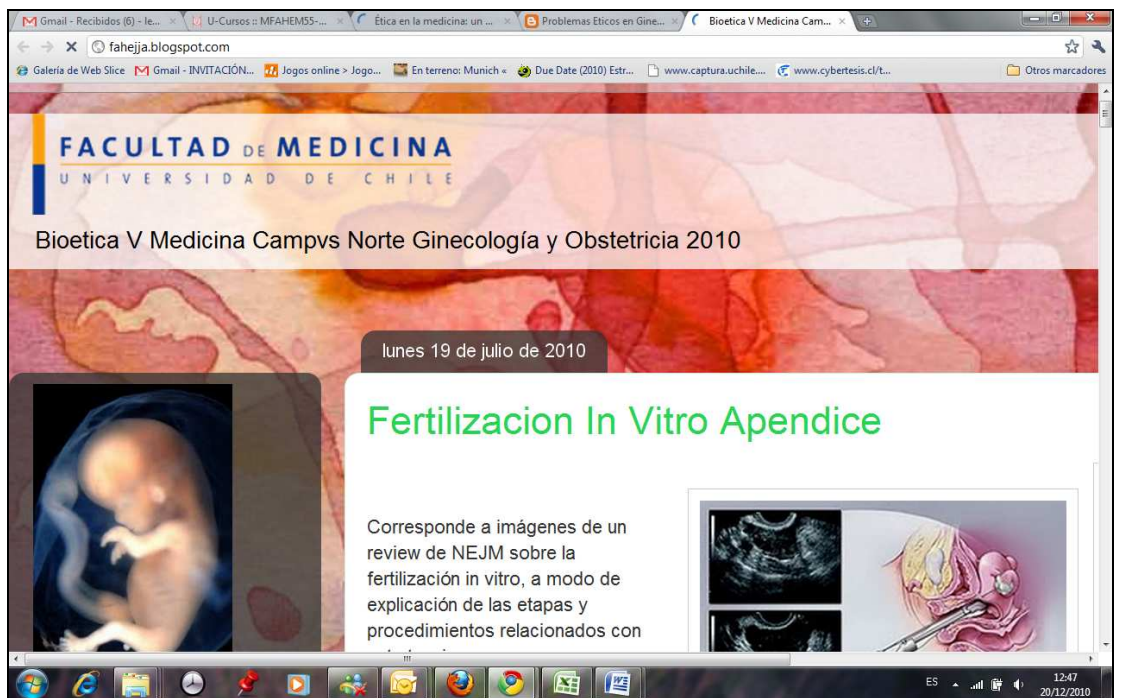 Gmail - Recibidos (6) - le...
U-Cursos :: MFAHEM55-...
Ética en la medicina: un ...
Problemas Eticos en Gine...
Bioetica V Medicina Cam...
fahejja.blogspot.com
Galería de Web Slice
Gmail - INVITACIÓN...
Jogos online > Jogo...
En terreno: Munich «
Due Date (2010) Estr...
www.captura.uchile....
www.cybertesis.cl/t...
Otros marcadores
FACULTAD DE MEDICINA
UNIVERSIDAD DE CHILE
Bioetica V Medicina Campvs Norte Ginecología y Obstetricia 2010
lunes 19 de julio de 2010
Fertilizacion In Vitro Apendice
Corresponde a imágenes de un
review de NEJM sobre la
fertilización in vitro, a modo de
explicación de las etapas y
procedimientos relacionados con
ES
12:47
20/12/2010